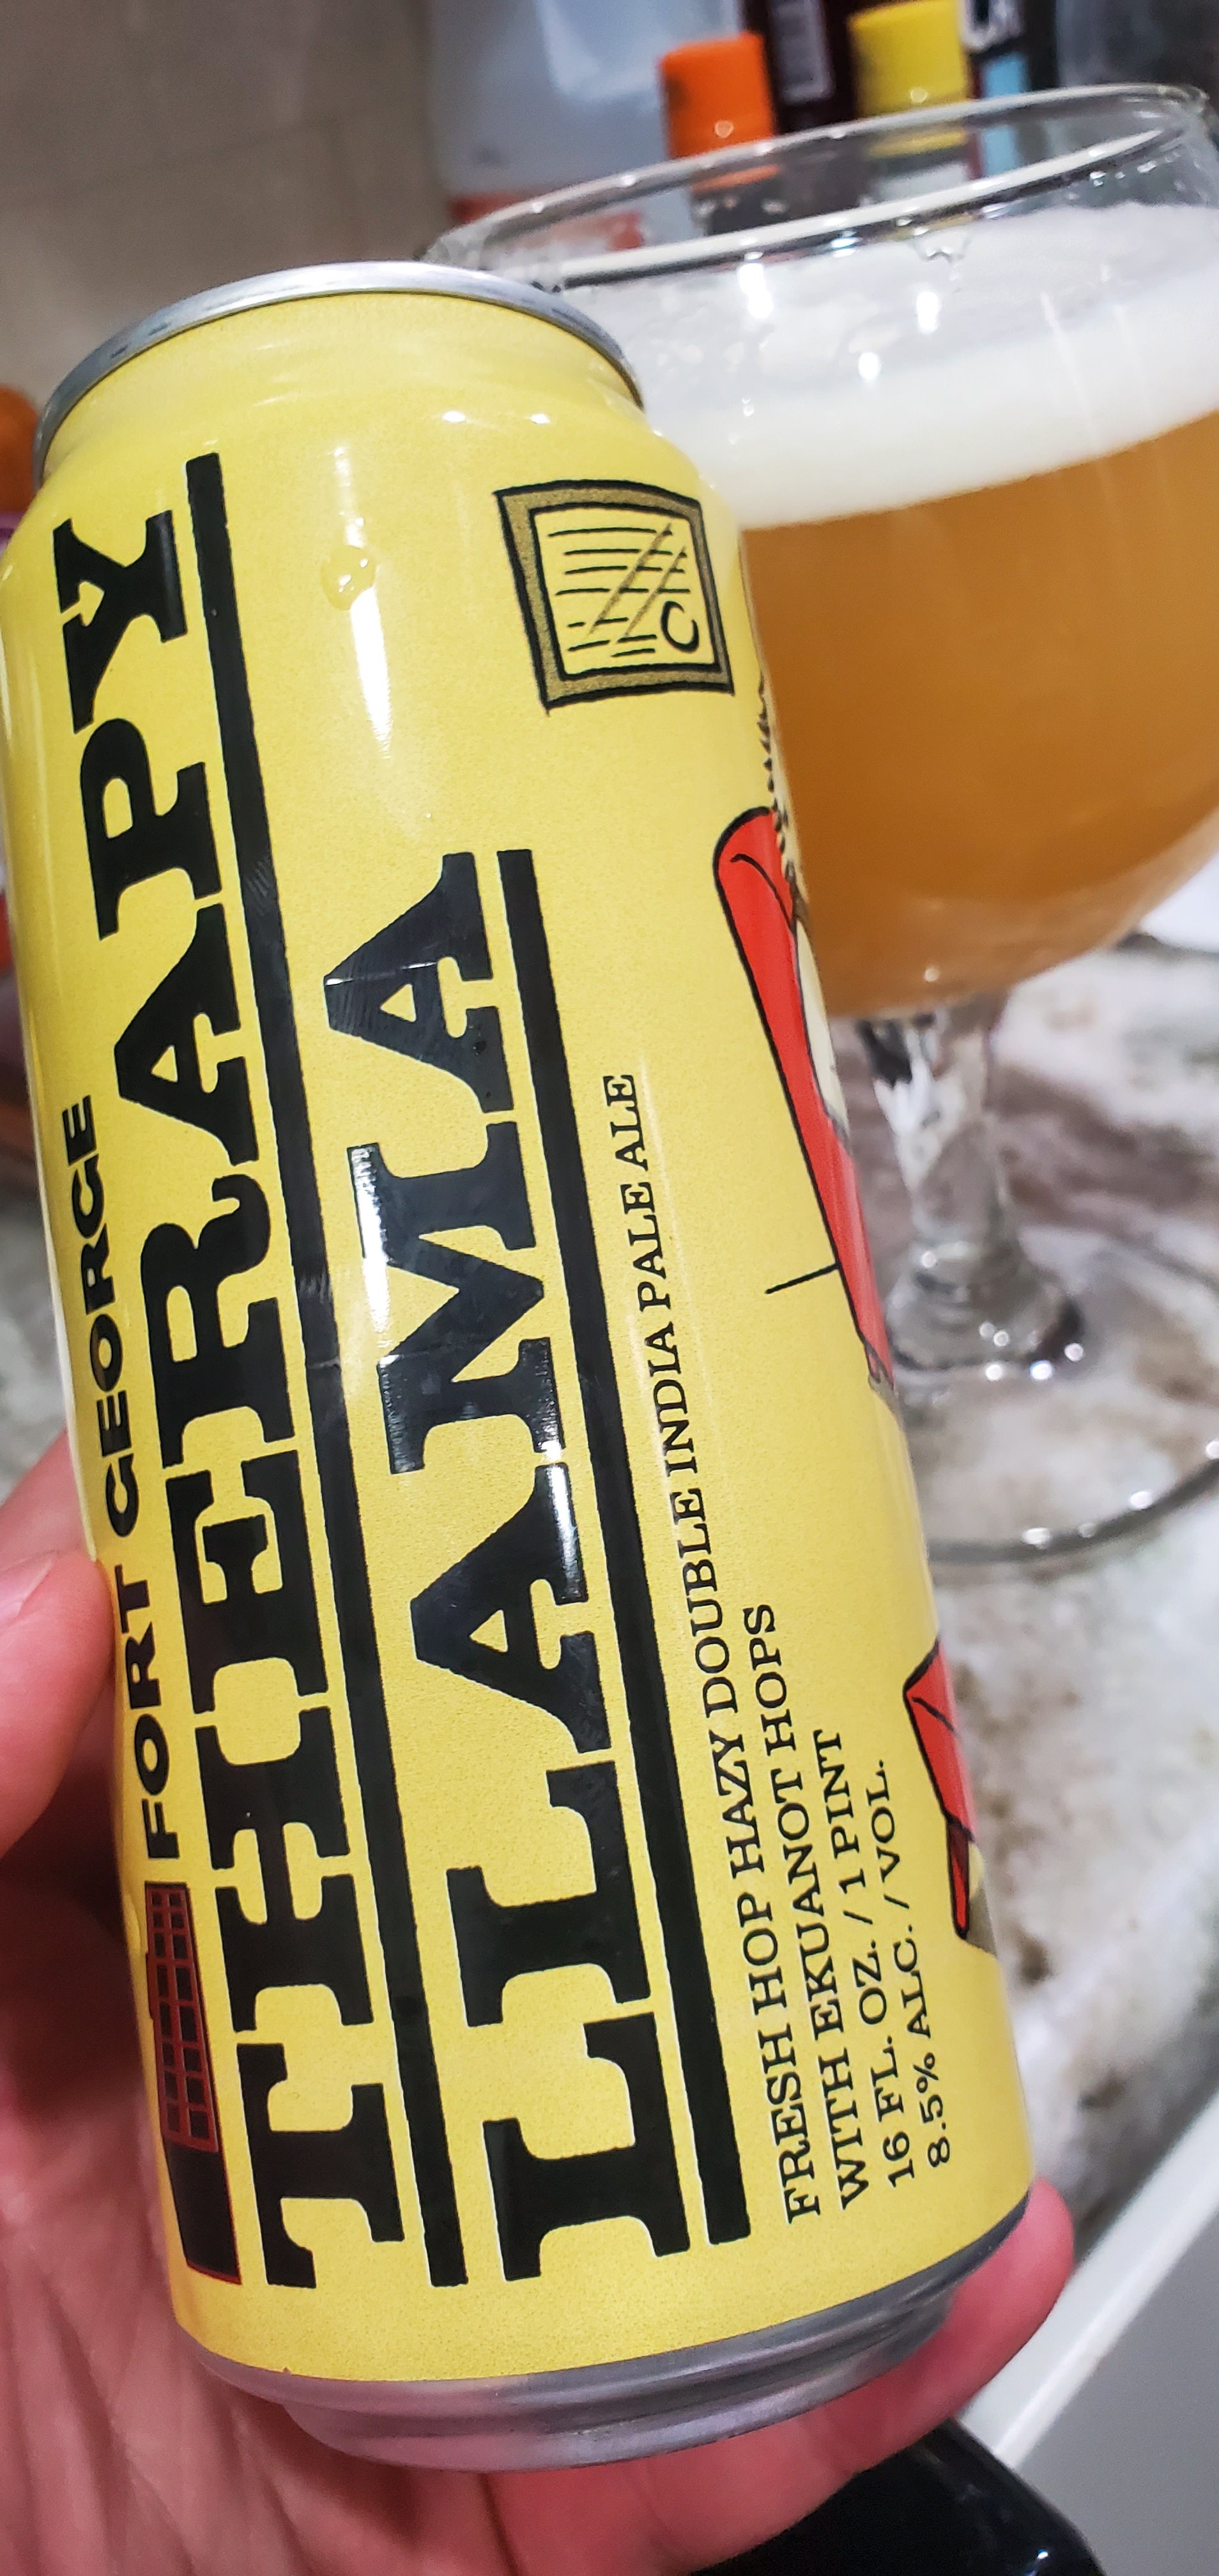 FORT GEORGE
THERAPY
LLAMA
FRESH HOP HAZY DOUBLE INDIA PALE ALE
WITH EKUANOT HOPS
16 FL. OZ. / 1 PINT
8.5% ALC. / VOL.